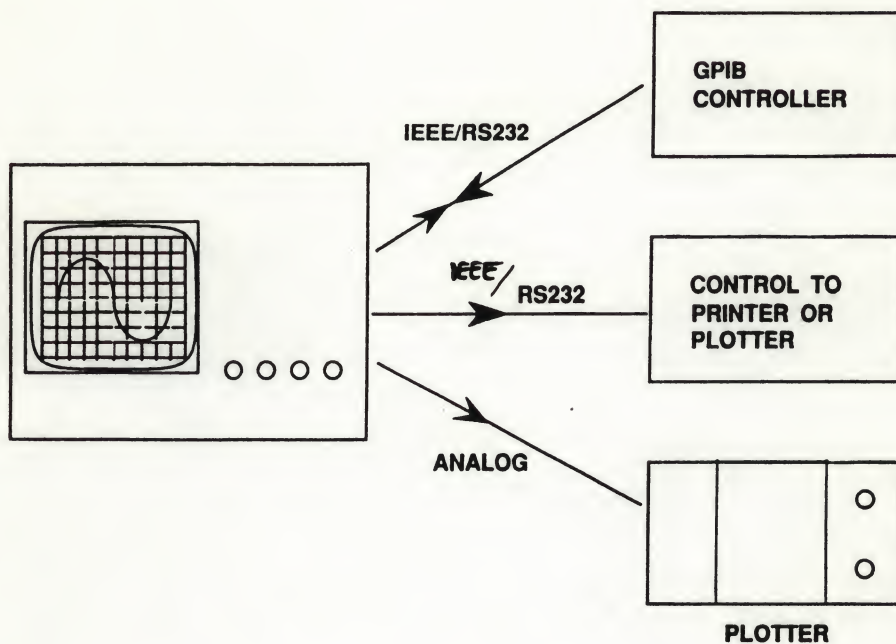 GPIB
CONTROLLER
IEEE/RS232
IEEE/
RS232
CONTROL TO
PRINTER OR
PLOTTER
ANALOG
PLOTTER